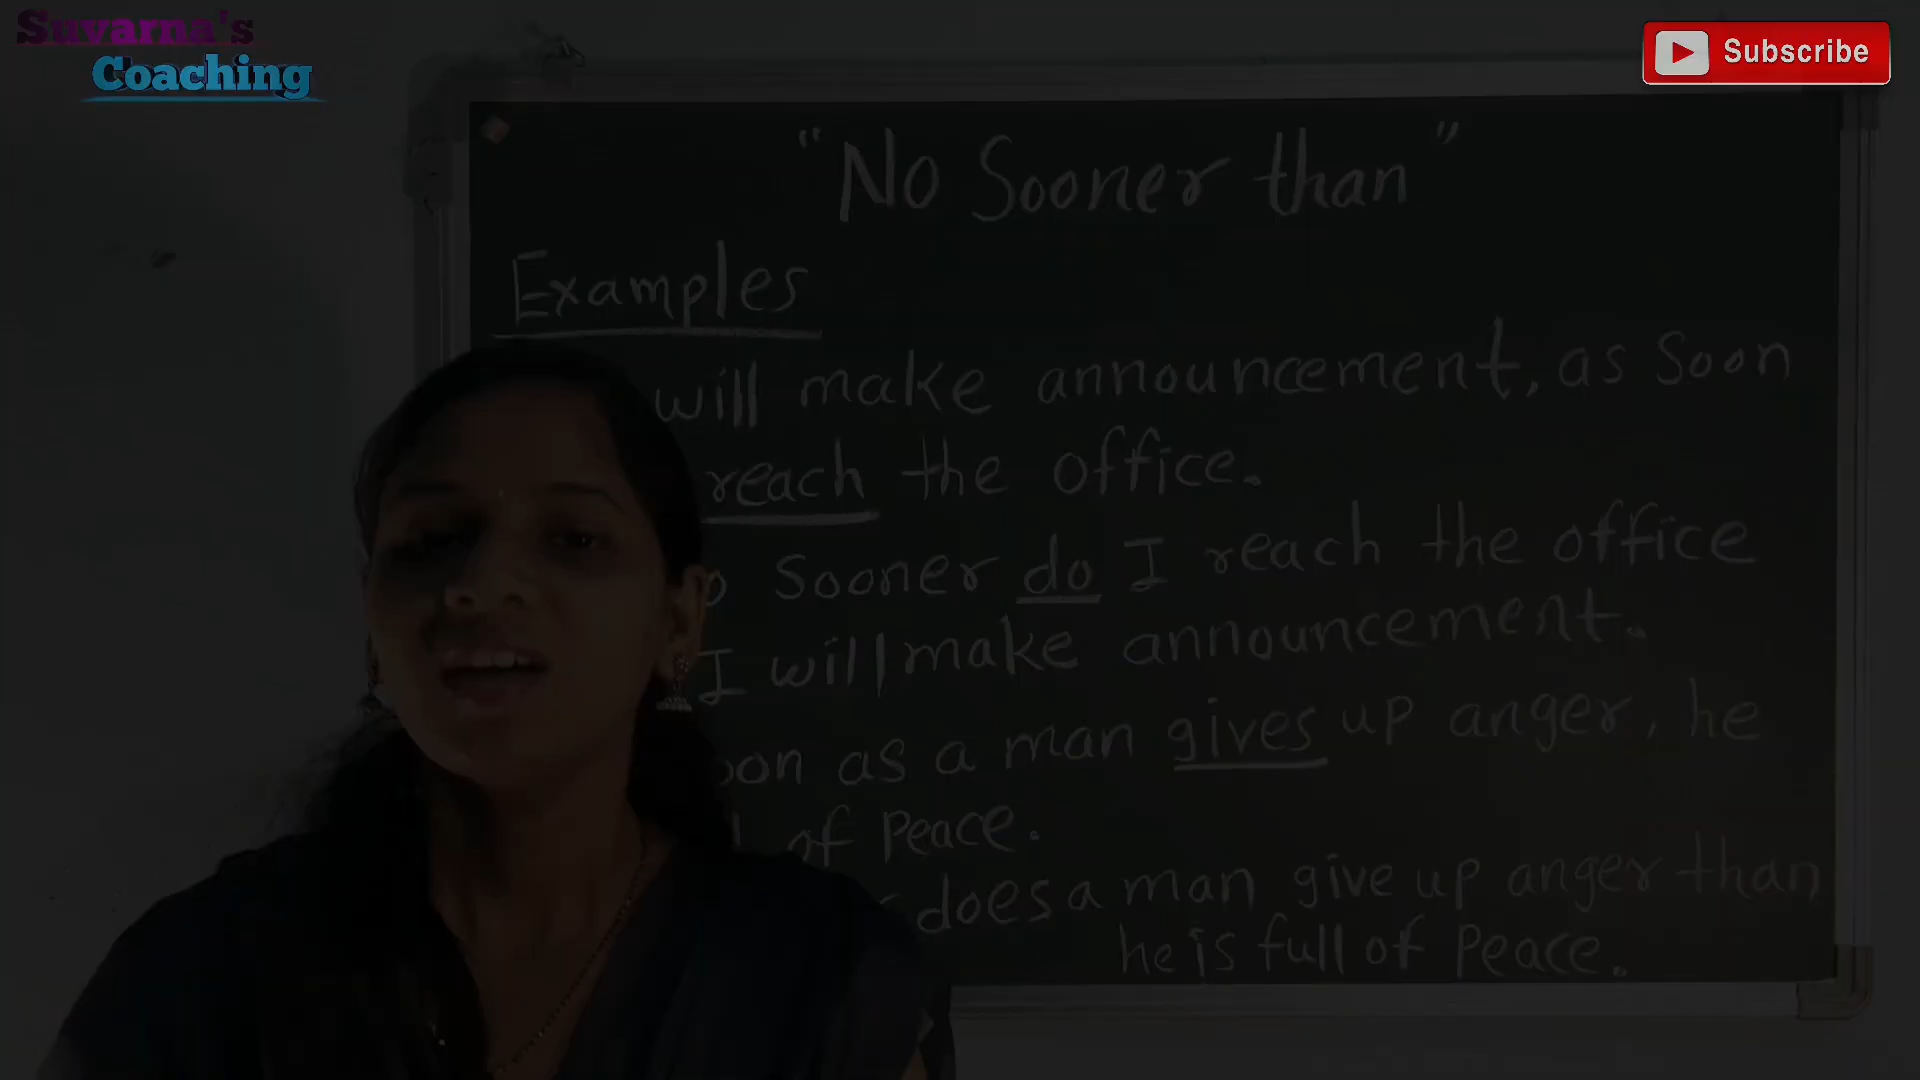 Suvarna's
Coaching
Subscribe
"No Sooner than"
Examples
will make announcement, as Soon
reach the office.
Sooner do I reach the office
I will make announcement.
as a man gives up anger, he
of Peace.
does a man give up anger than
he is full of Peace.